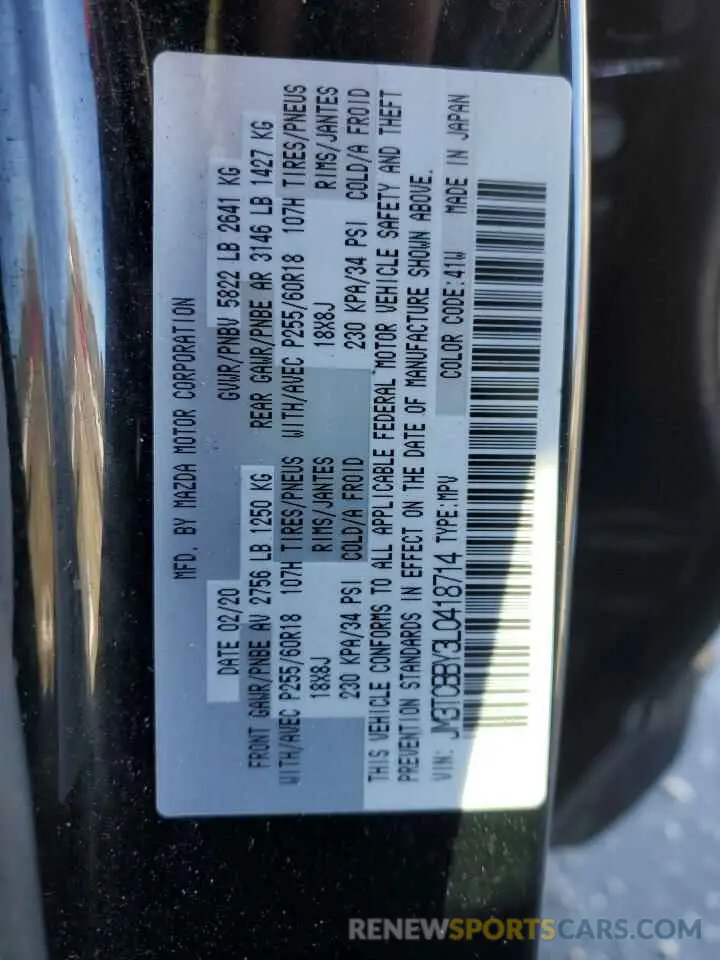 MFD. BY MAZDA MOTOR CORPORATION
DATE 02/20 GVWR/PNBV 5822 LB 2641 KG
FRONT GAWR/PNBE AV 2756 LB 1250 KG REAR GAWR/PNBE AR 3146 LB 1427 KG
WITH/AVEC P255/60R18 107H TIRES/PNEUS WITH/AVEC P255/60R18 107H TIRES/PNEUS
18X8J RIMS/JANTES 18X8J RIMS/JANTES
230 KPA/34 PSI COLD/A FROID 230 KPA/34 PSI COLD/A FROID
THIS VEHICLE CONFORMS TO ALL APPLICABLE FEDERAL MOTOR VEHICLE SAFETY AND THEFT
PREVENTION STANDARDS IN EFFECT ON THE DATE OF MANUFACTURE SHOWN ABOVE.
VIN: JM3TCBBY3L0418714 TYPE:MPV COLOR CODE:41W MADE IN JAPAN
RENEWSPORTSCARS.COM